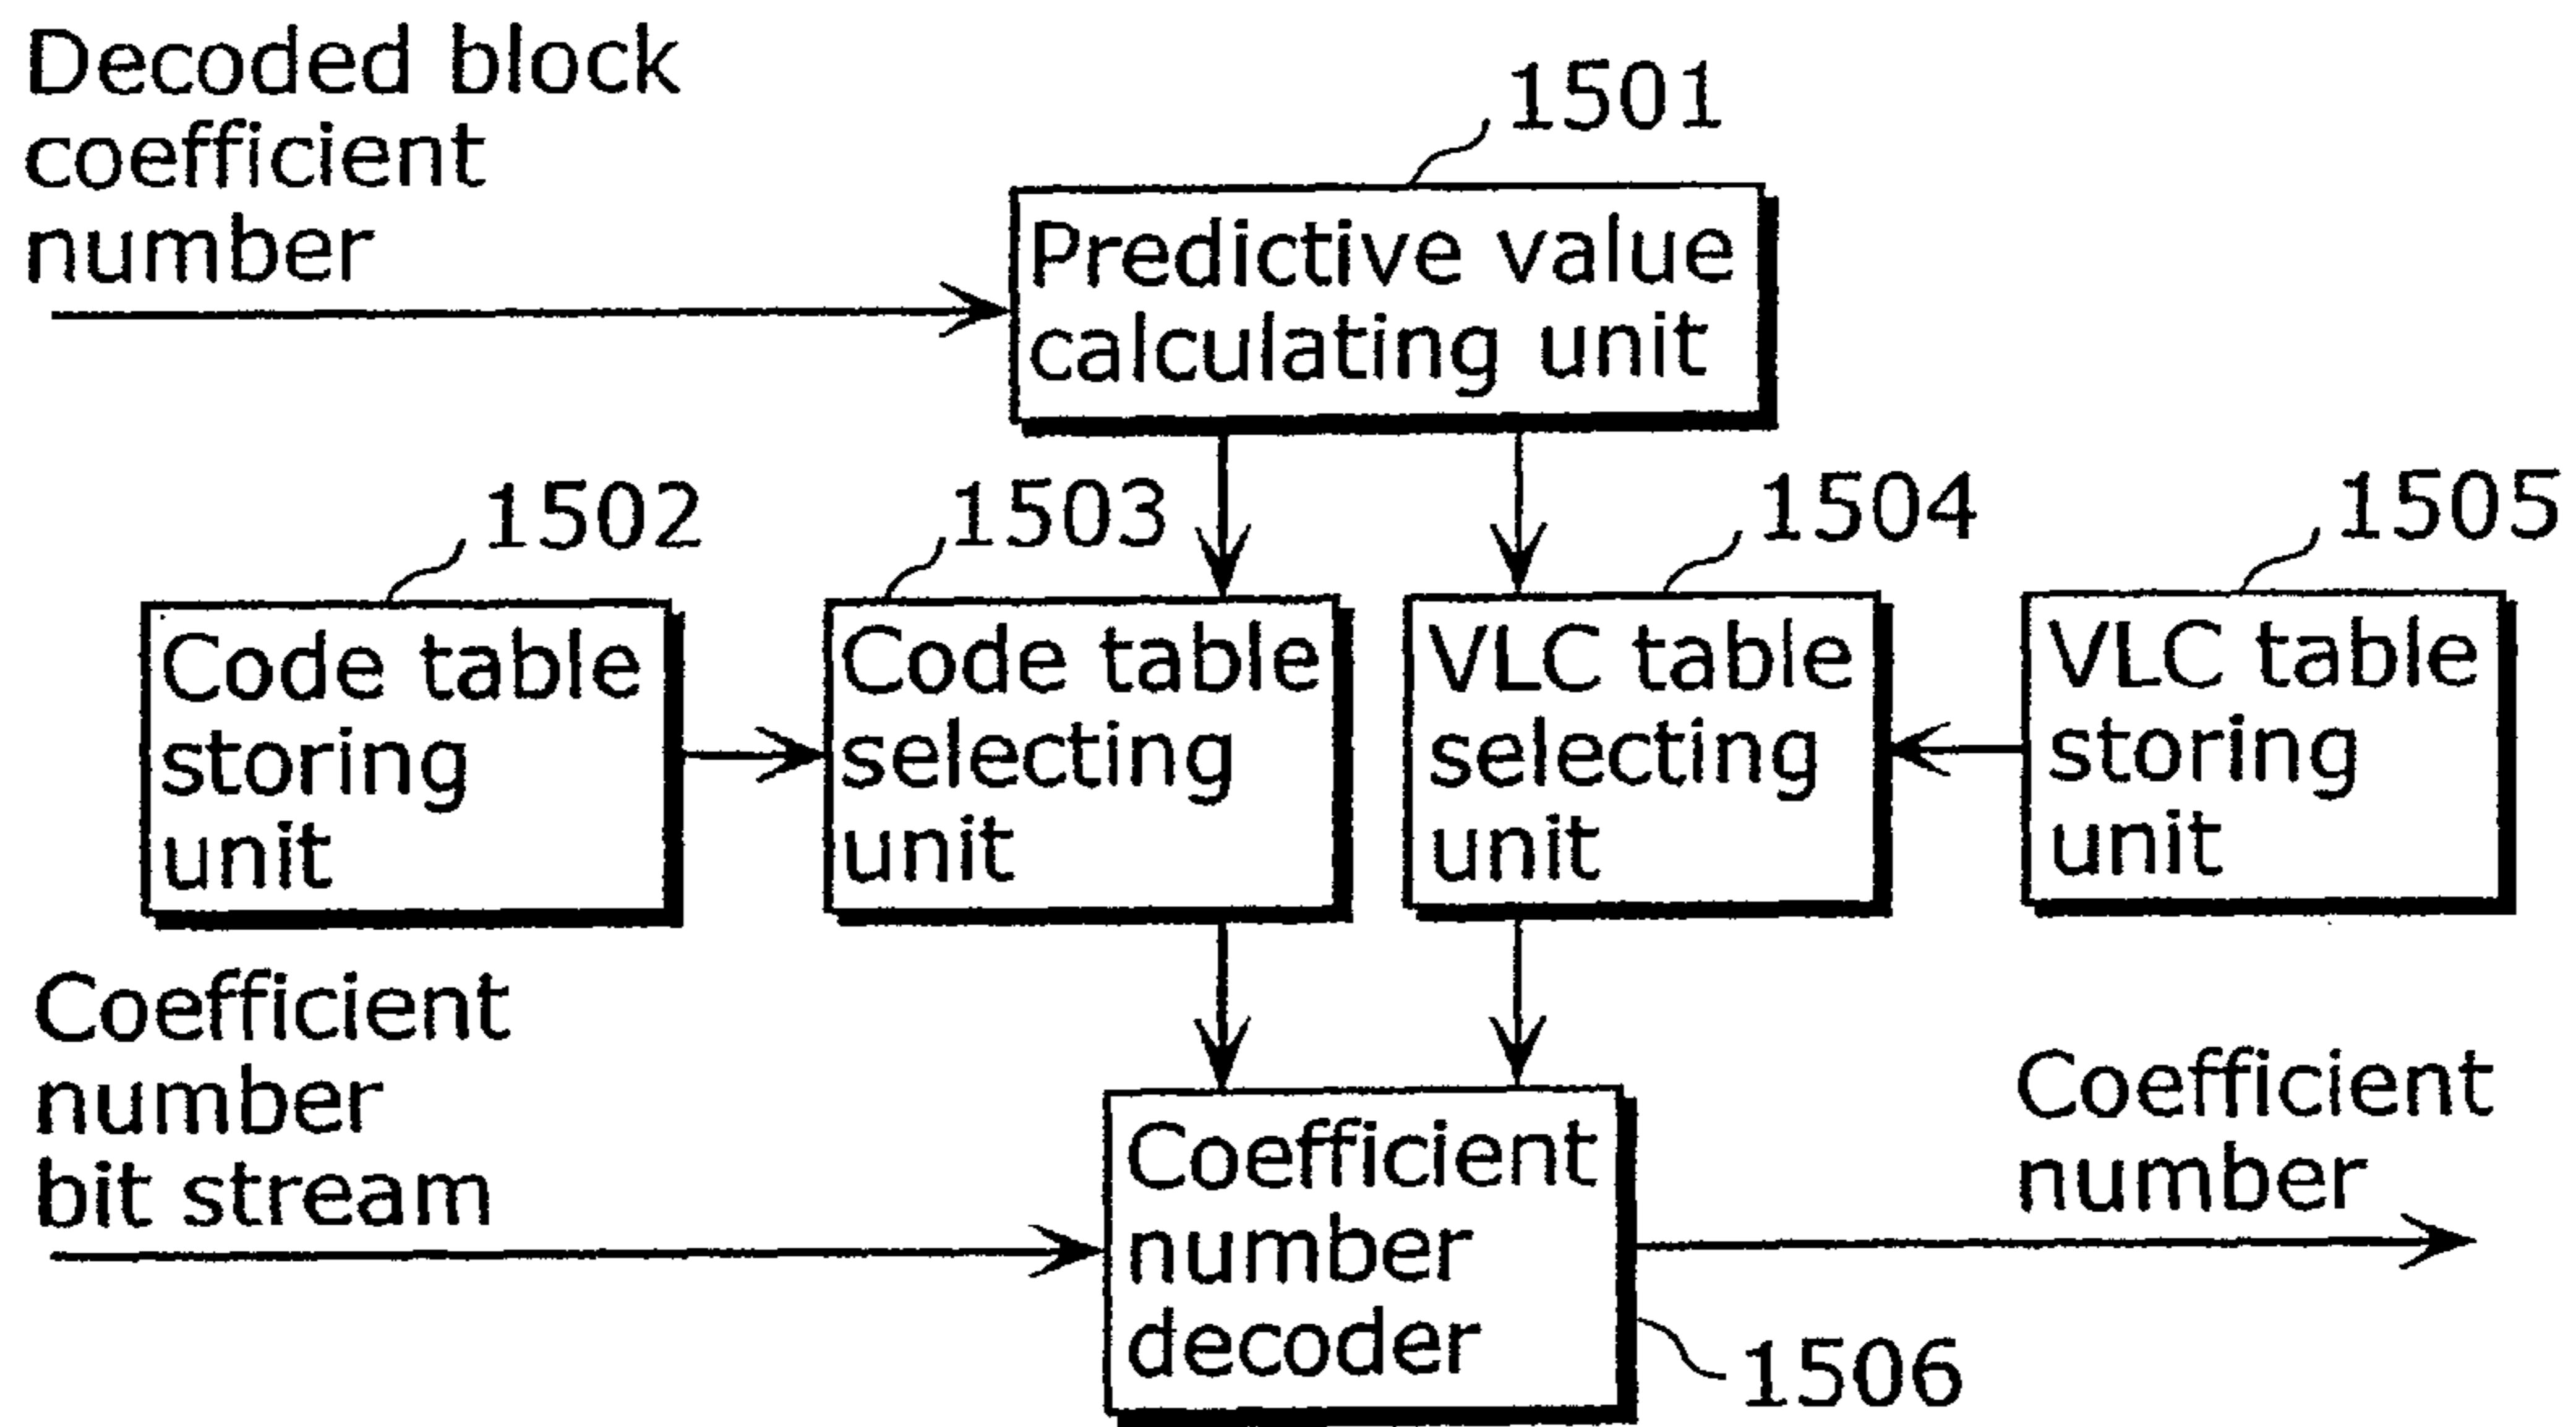 Decoded block
coefficient
number
1501
Predictive value
calculating unit
1502
1503
1504
1505
Code table
storing
unit
Code table
selecting
unit
VLC table
selecting
unit
VLC table
storing
unit
Coefficient
number
bit stream
Coefficient
number
decoder
Coefficient
number
1506